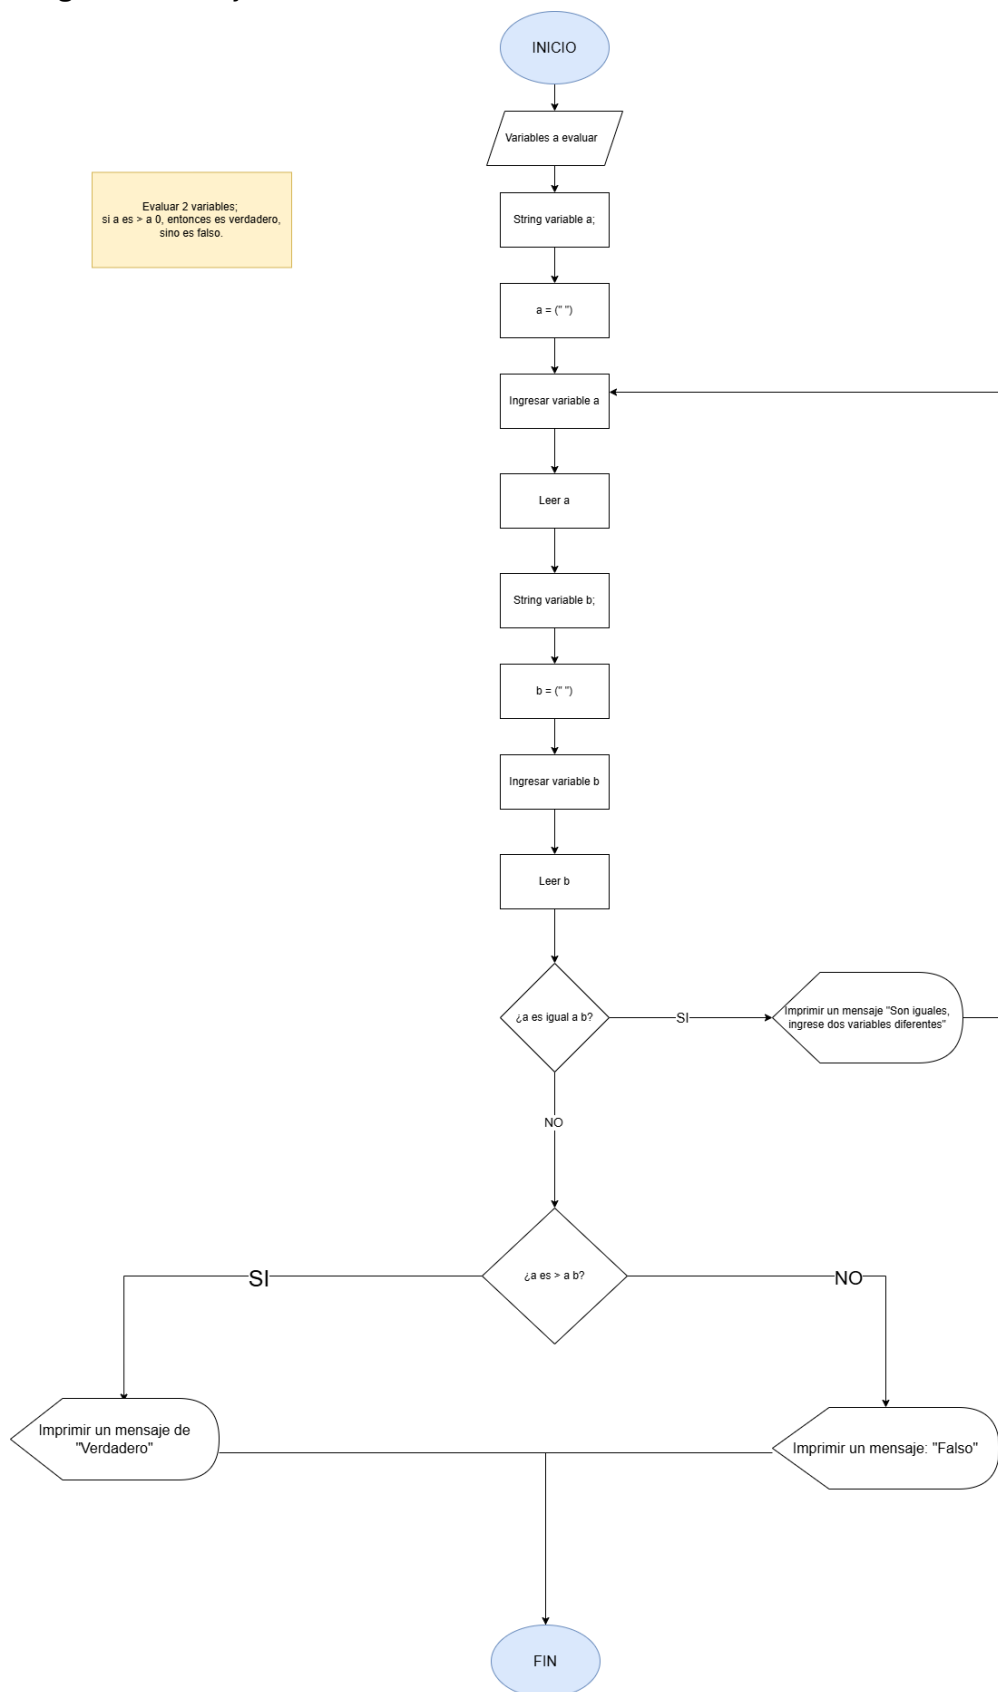 INICIO
Variables a evaluar
Evaluar 2 variables;
si a es > a 0, entonces es verdadero,
sino es falso.
String variable a;
a = (" ")
Ingresar variable a
Leer a
String variable b;
b = (" ")
Ingresar variable b
Leer b
¿a es igual a b?
SI
Imprimir un mensaje "Son iguales,
ingrese dos variables diferentes"
NO
¿a es > a b?
SI
NO
Imprimir un mensaje de
"Verdadero"
Imprimir un mensaje: "Falso"
FIN